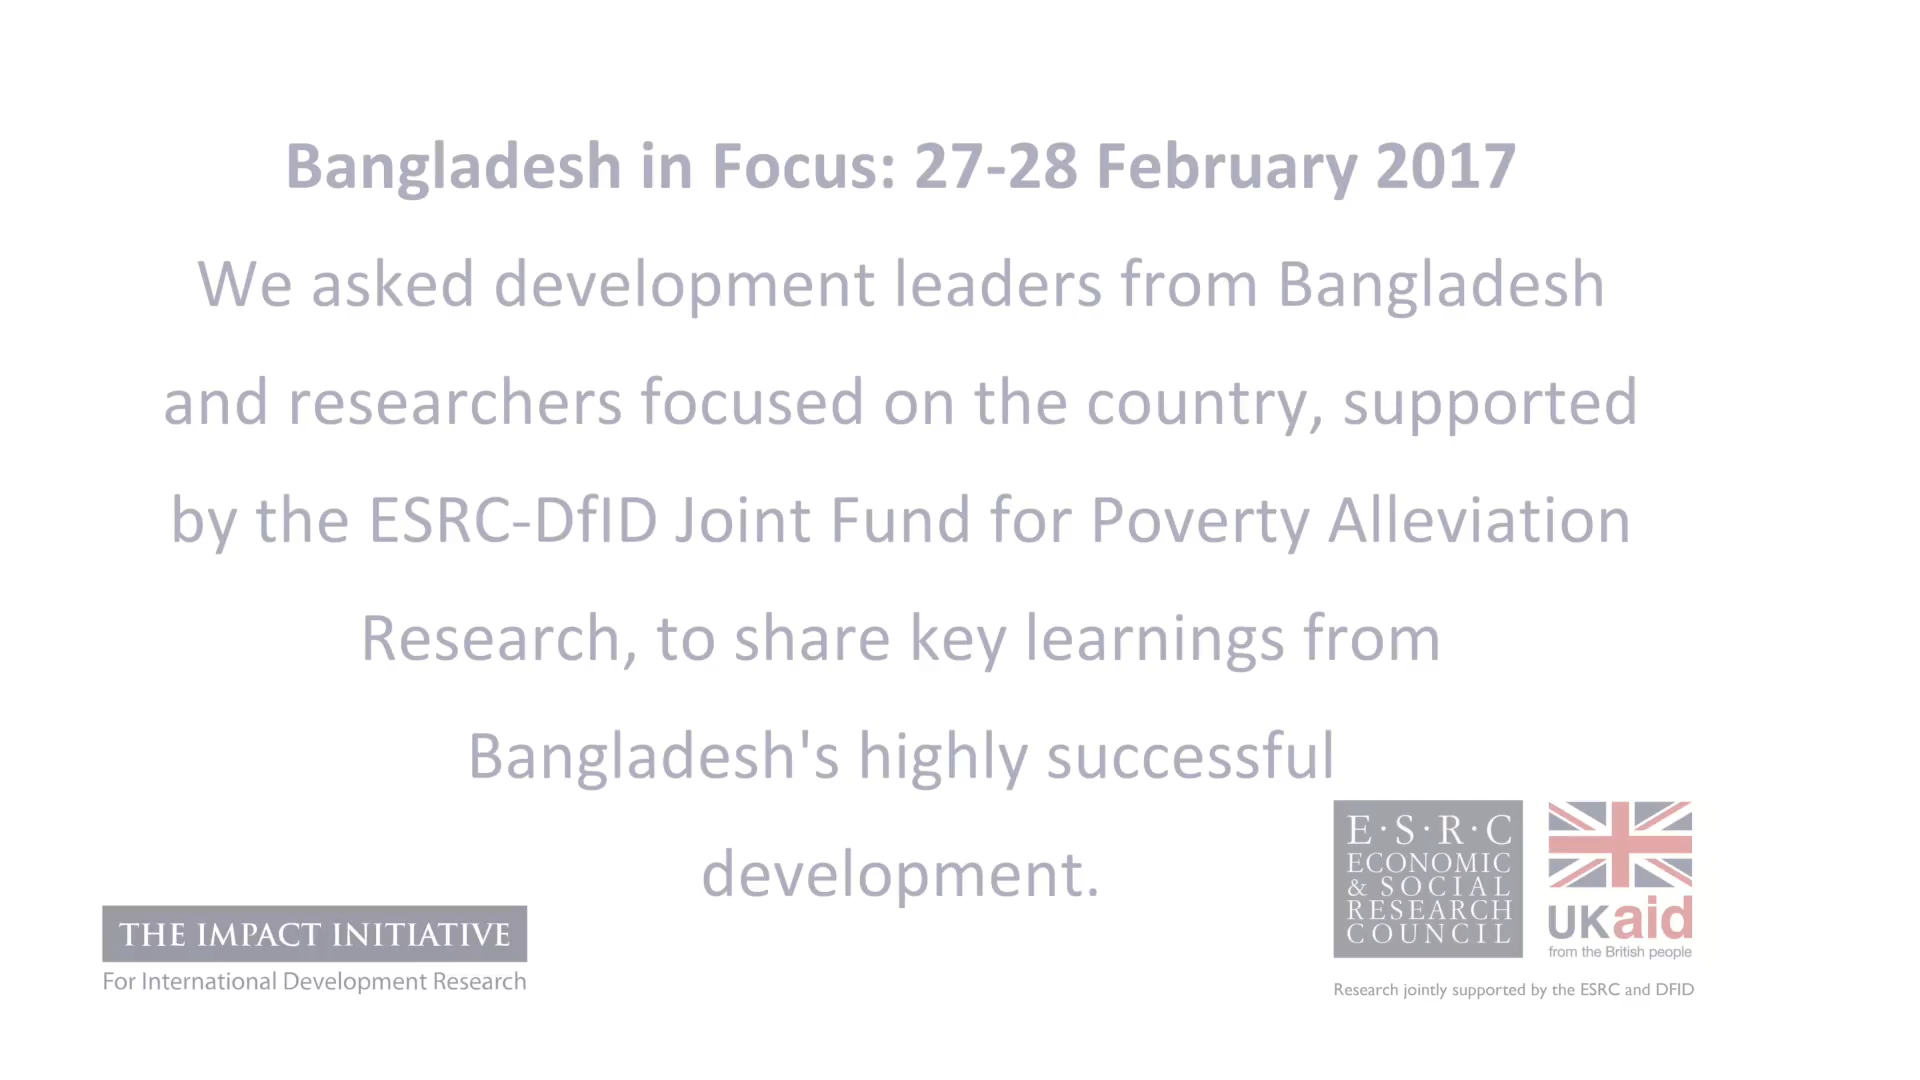 Bangladesh in Focus: 27-28 February 2017
We asked development leaders from Bangladesh
and researchers focused on the country, supported
by the ESRC-DfID Joint Fund for Poverty Alleviation
Research, to share key learnings from
Bangladesh's highly successful
development.
THE IMPACT INITIATIVE
For International Development Research
E·S·R·C
ECONOMIC
& SOCIAL
RESEARCH
COUNCIL
UKaid
from the British people
Research jointly supported by the ESRC and DFID